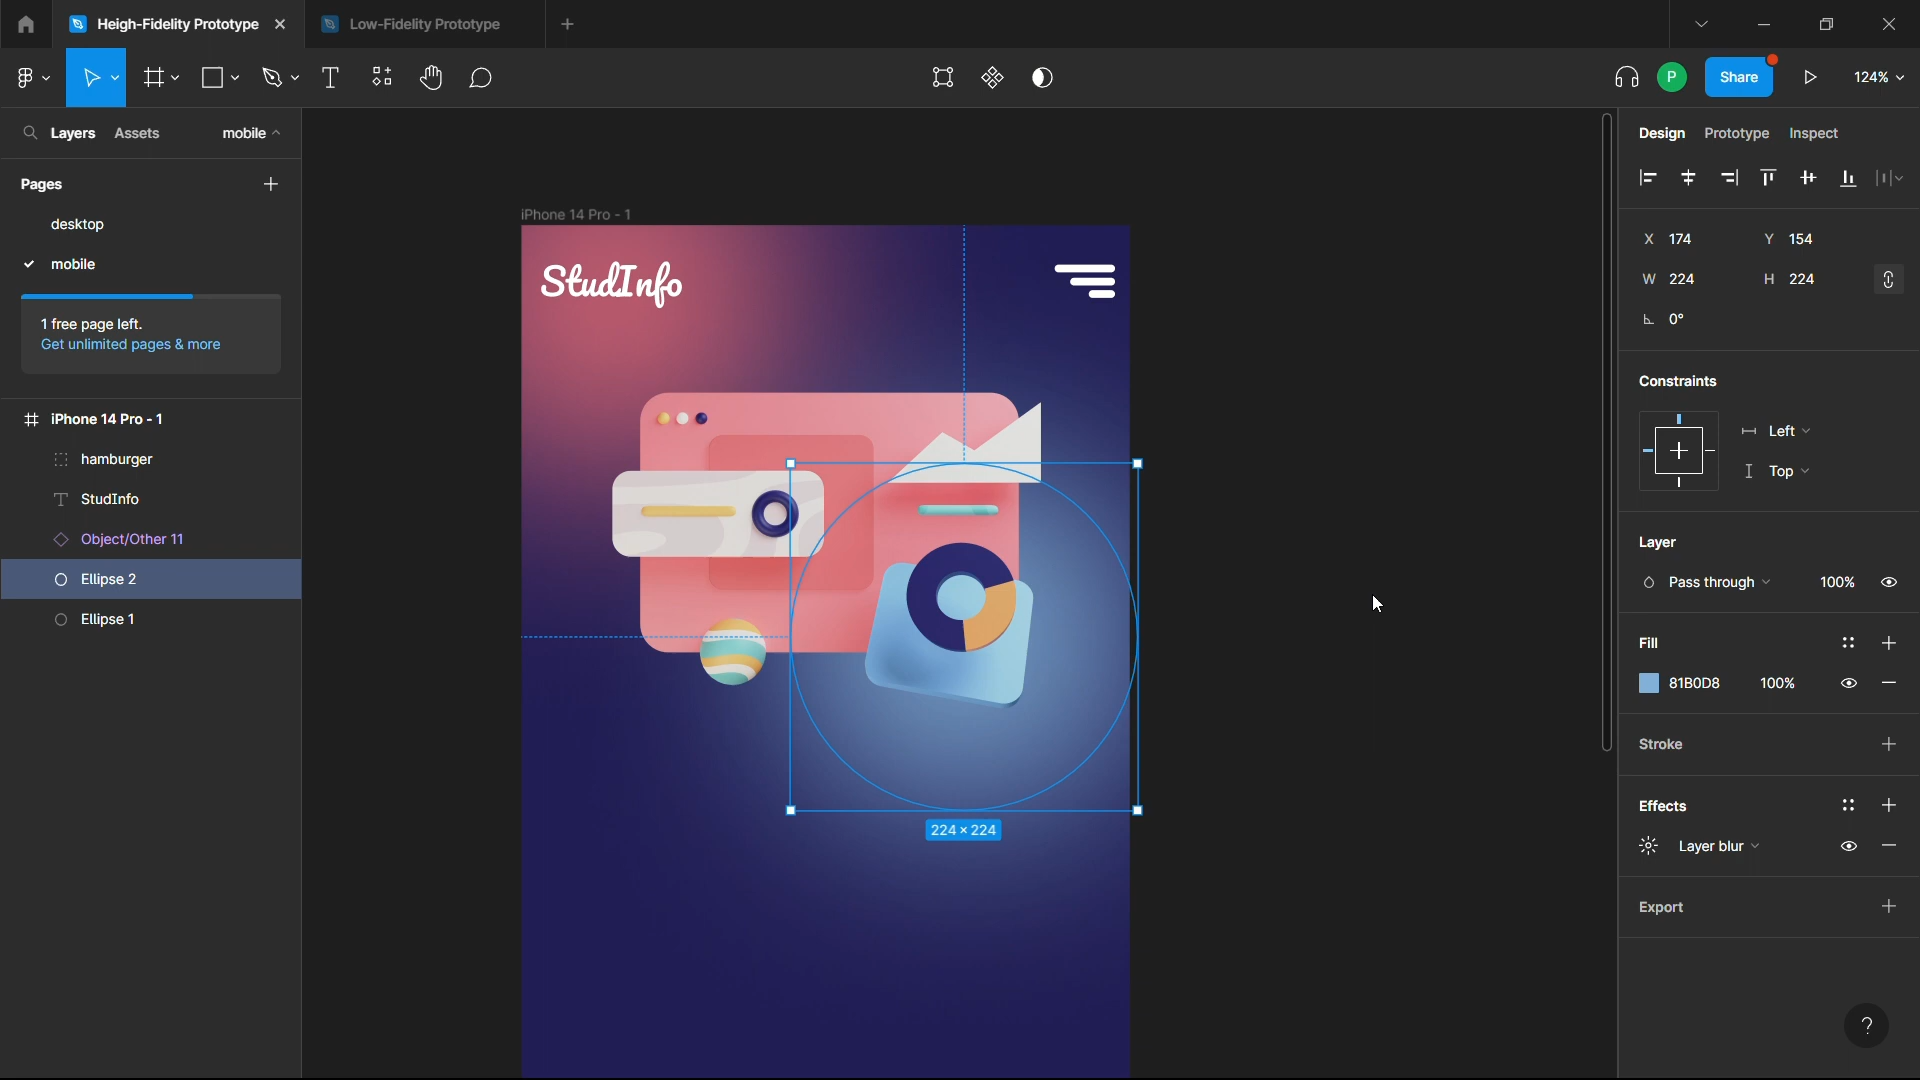 Heigh-Fidelity Prototype
Low-Fidelity Prototype
T
P
Share
124%
Layers
Assets
mobile
Design
Prototype
Inspect
Pages
desktop
mobile
1 free page left.
Get unlimited pages & more
iPhone 14 Pro - 1
hamburger
StudInfo
Object/Other 11
Ellipse 2
Ellipse 1
iPhone 14 Pro - 1
StudInfo
224 × 224
X 174
Y 154
W 224
H 224
0°
Constraints
Left
Top
Layer
Pass through
100%
Fill
81B0D8
100%
Stroke
Effects
Layer blur
Export
?